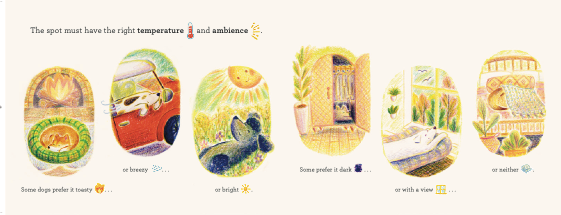 The spot must have the right temperature and ambience .
Some dogs prefer it toasty ...
or breezy ...
or bright .
Some prefer it dark ...
or with a view ...
or neither .